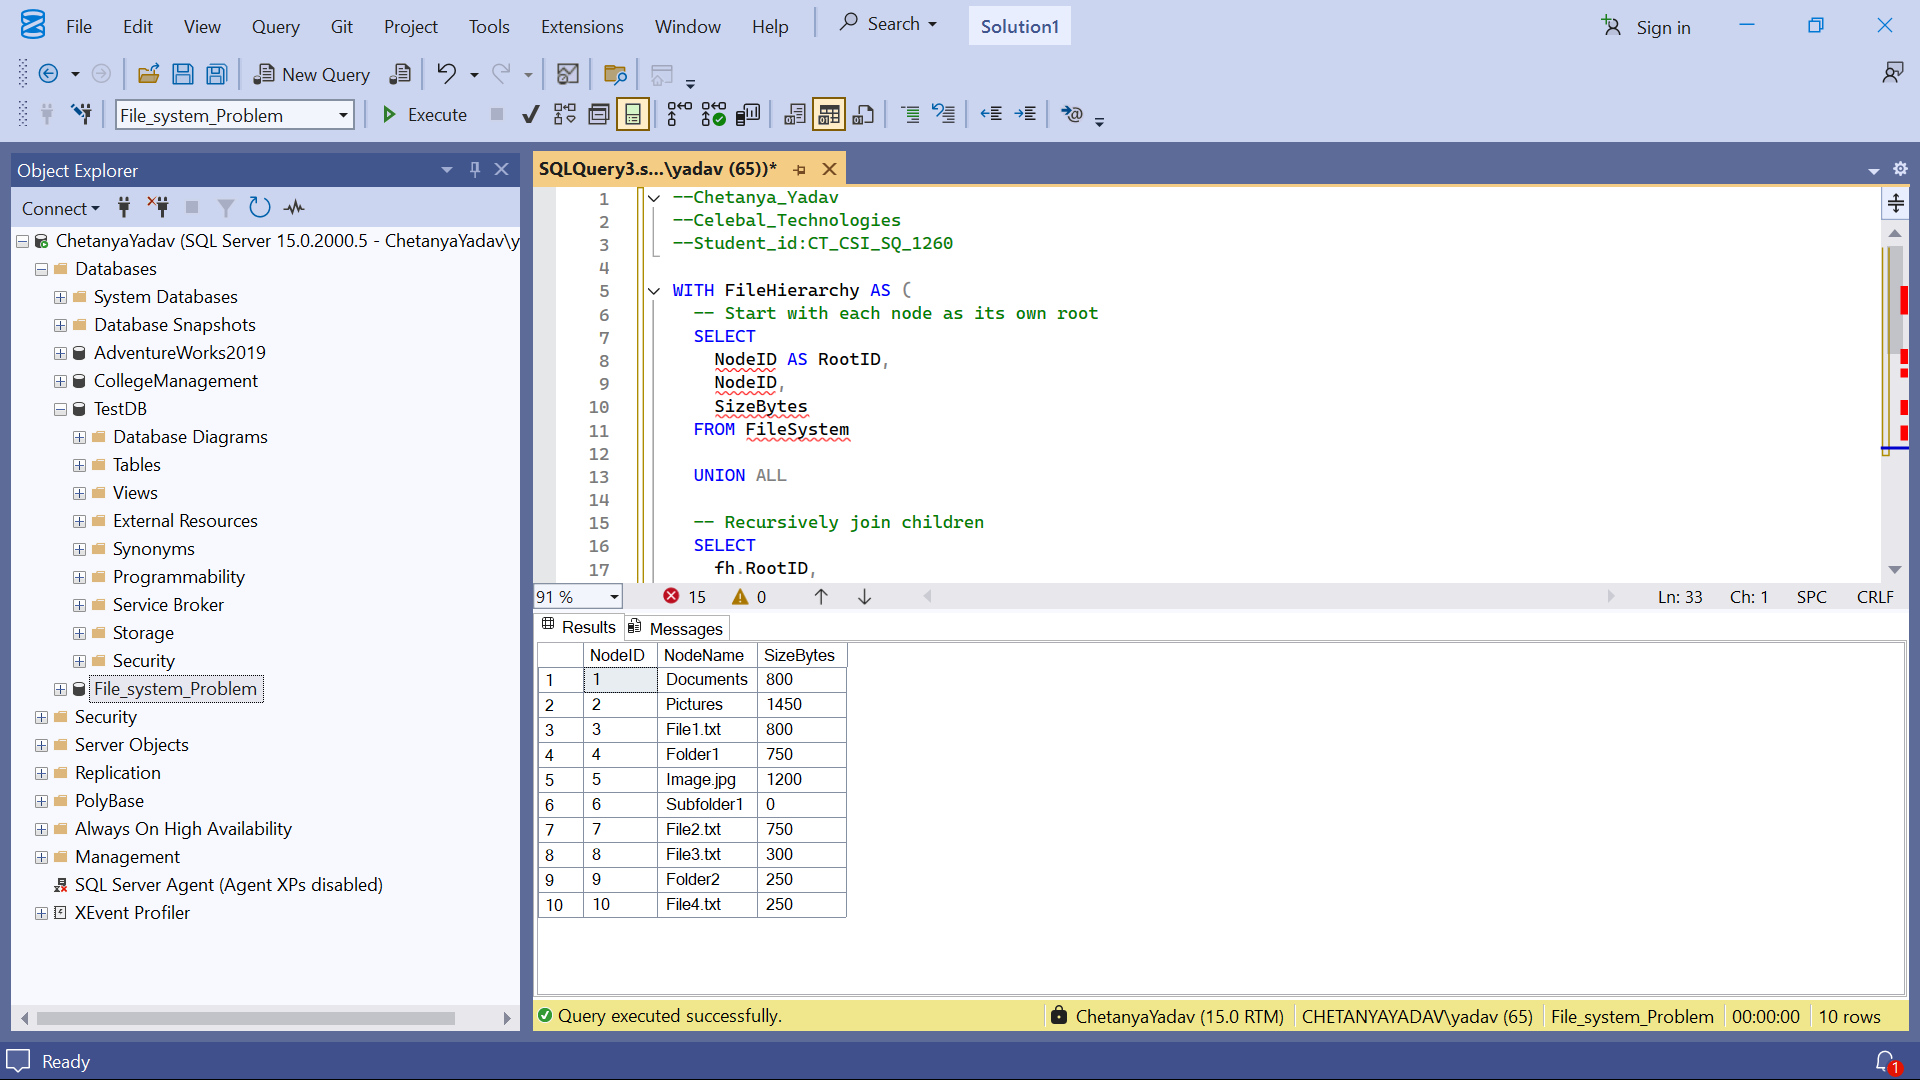 File Edit View Query Git Project Tools Extensions Window Help Search Solution1 Sign in
New Query
File_system_Problem Execute
Object Explorer
Connect
ChetanyaYadav (SQL Server 15.0.2000.5 - ChetanyaYadav\y
Databases
System Databases
Database Snapshots
AdventureWorks2019
CollegeManagement
TestDB
Database Diagrams
Tables
Views
External Resources
Synonyms
Programmability
Service Broker
Storage
Security
File_system_Problem
Security
Server Objects
Replication
PolyBase
Always On High Availability
Management
SQL Server Agent (Agent XPs disabled)
XEvent Profiler
SQLQuery3.s...\yadav (65))*
1 --Chetanya_Yadav
2 --Celebal_Technologies
3 --Student_id:CT_CSI_SQ_1260
4
5 WITH FileHierarchy AS (
6 -- Start with each node as its own root
7 SELECT
8 NodeID AS RootID,
9 NodeID,
10 SizeBytes
11 FROM FileSystem
12
13 UNION ALL
14
15 -- Recursively join children
16 SELECT
17 fh.RootID,
91 % 15 0 Ln: 33 Ch: 1 SPC CRLF
Results Messages
NodeID NodeName SizeBytes
1 1 Documents 800
2 2 Pictures 1450
3 3 File1.txt 800
4 4 Folder1 750
5 5 Image.jpg 1200
6 6 Subfolder1 0
7 7 File2.txt 750
8 8 File3.txt 300
9 9 Folder2 250
10 10 File4.txt 250
Query executed successfully. ChetanyaYadav (15.0 RTM) CHETANYAYADAV\yadav (65) File_system_Problem 00:00:00 10 rows
Ready 1